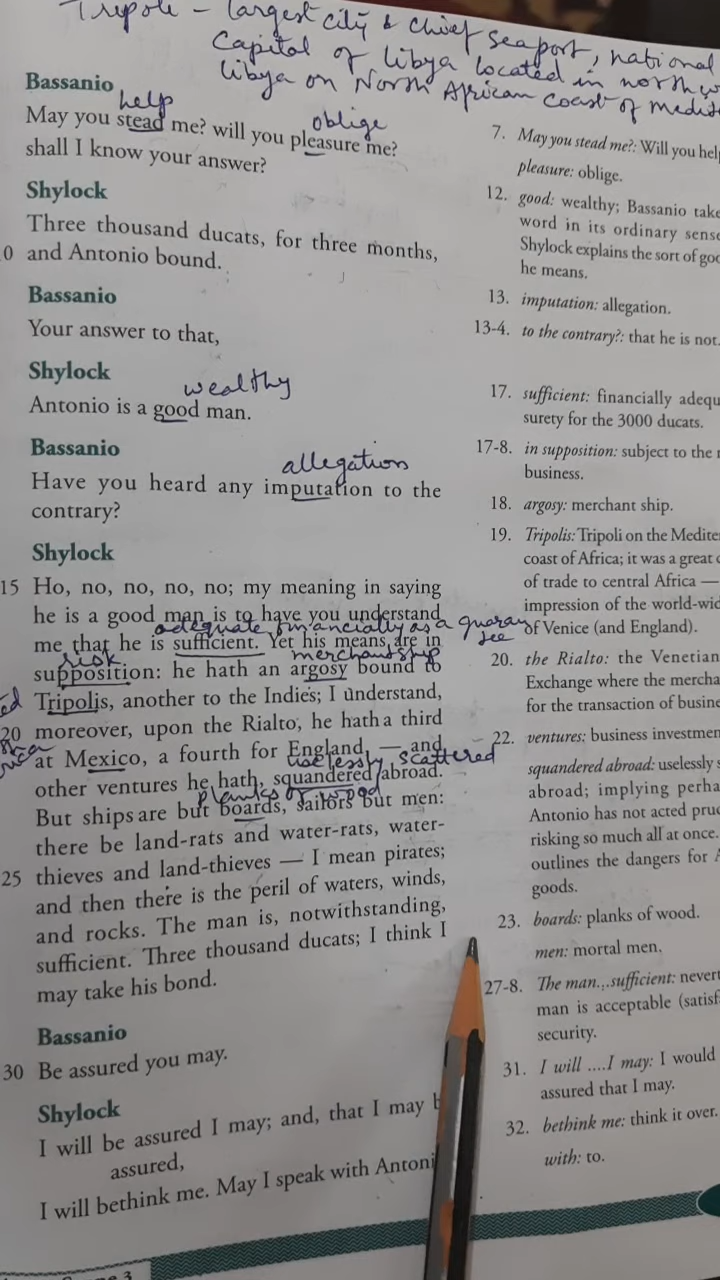 Tripoli - largest city & chief seaport, national
Capital of libya located in north
libya on North African coast of
Bassanio
help
oblige
May you stead me? will you pleasure me?
shall I know your answer?
Shylock
Three thousand ducats, for three months,
0 and Antonio bound.
Bassanio
Your answer to that,
Shylock
wealthy
Antonio is a good man.
Bassanio
allegation
Have you heard any imputation to the
contrary?
Shylock
15 Ho, no, no, no, no; my meaning in saying
he is a good man is to have you understand
adequate financially as a guaran
tee
me that he is sufficient. Yet his means are in
risk
merchant ship
supposition: he hath an argosy bound to
Tripolis, another to the Indies; I understand,
20 moreover, upon the Rialto, he hath a third
at Mexico, a fourth for England, — and
uselessly scattered
other ventures he hath, squandered abroad.
planks of wood
But ships are but boards, sailors but men:
there be land-rats and water-rats, water-
25 thieves and land-thieves — I mean pirates;
and then there is the peril of waters, winds,
and rocks. The man is, notwithstanding,
sufficient. Three thousand ducats; I think I
may take his bond.
Bassanio
30 Be assured you may.
Shylock
I will be assured I may; and, that I may b
assured,
I will bethink me. May I speak with Antoni
7. May you stead me?: Will you hel
pleasure: oblige.
12. good: wealthy; Bassanio take
word in its ordinary sense
Shylock explains the sort of goo
he means.
13. imputation: allegation.
13-4. to the contrary?: that he is not.
17. sufficient: financially adequ
surety for the 3000 ducats.
17-8. in supposition: subject to the
business.
18. argosy: merchant ship.
19. Tripolis: Tripoli on the Medite
coast of Africa; it was a great
of trade to central Africa —
impression of the world-wid
of Venice (and England).
20. the Rialto: the Venetian
Exchange where the mercha
for the transaction of busine
22. ventures: business investmen
squandered abroad: uselessly s
abroad; implying perha
Antonio has not acted pruc
risking so much all at once.
outlines the dangers for A
goods.
23. boards: planks of wood.
men: mortal men.
27-8. The man...sufficient: nevert
man is acceptable (satisf
security.
31. I will ....I may: I would
assured that I may.
32. bethink me: think it over.
with: to.